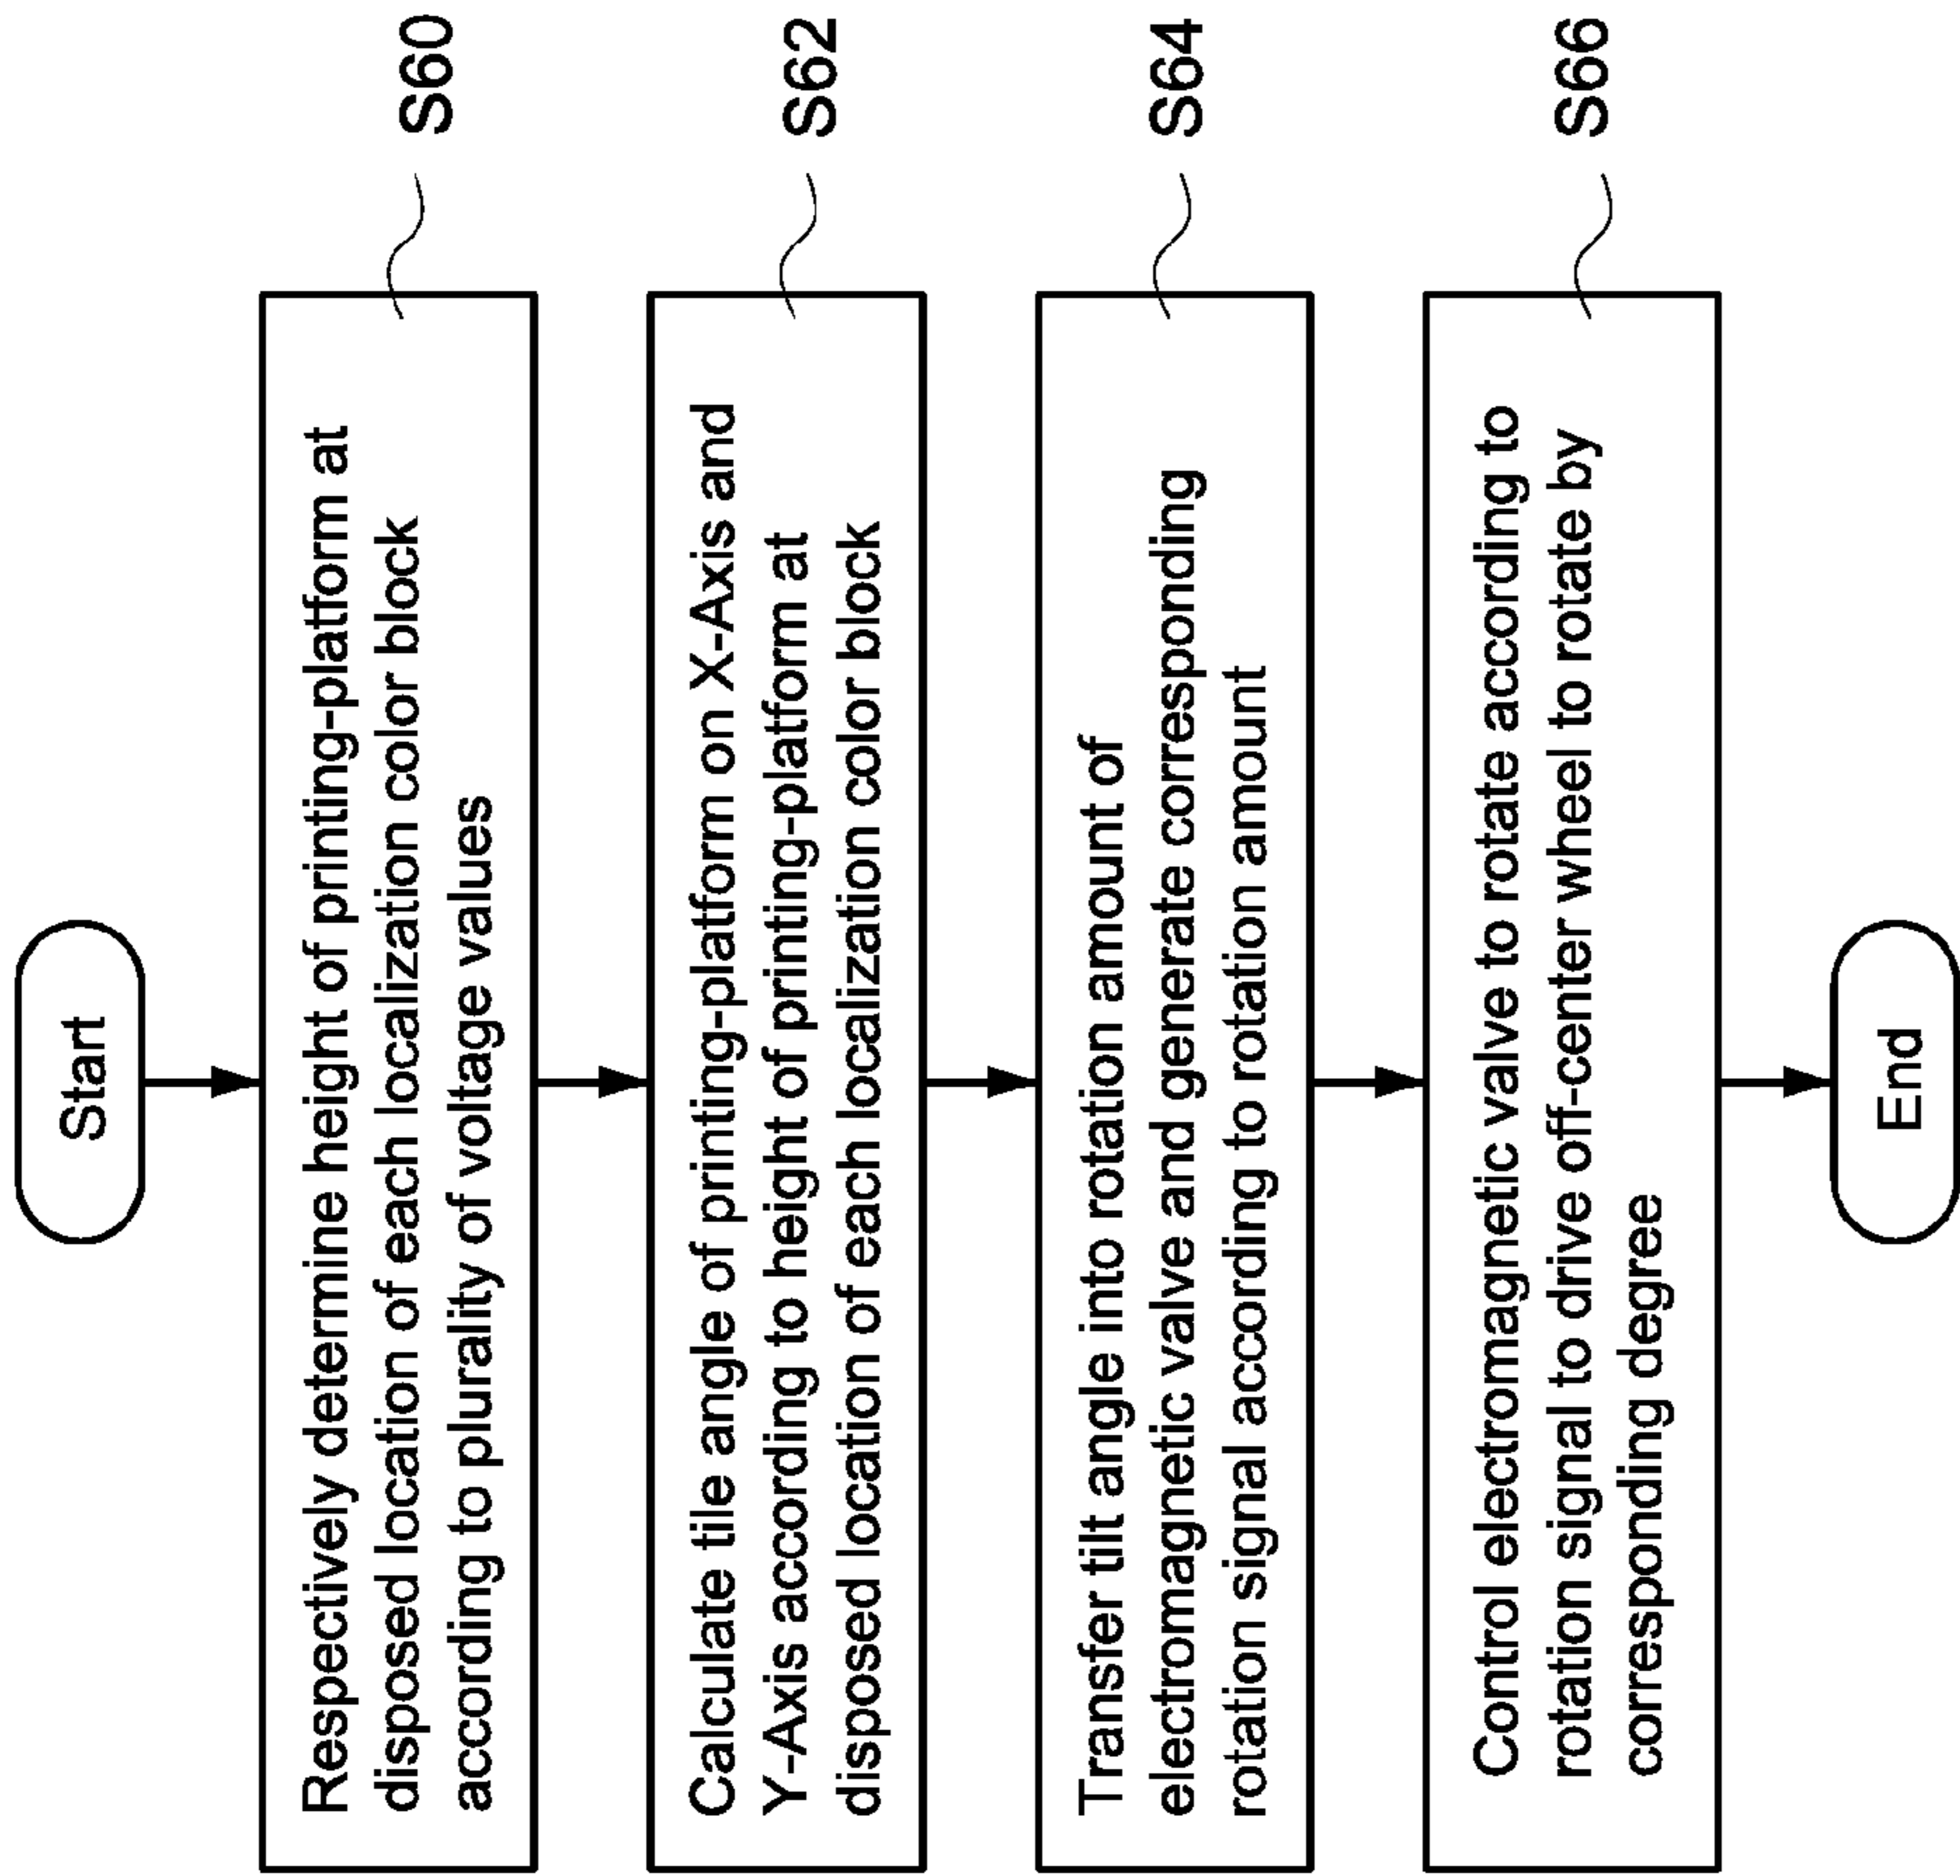 Start
Respectively determine height of printing-platform at
disposed location of each localization color block
according to plurality of voltage values
S60
Calculate tile angle of printing-platform on X-Axis and
Y-Axis according to height of printing-platform at
disposed location of each localization color block
S62
Transfer tilt angle into rotation amount of
electromagnetic valve and generate corresponding
rotation signal according to rotation amount
S64
Control electromagnetic valve to rotate according to
rotation signal to drive off-center wheel to rotate by
corresponding degree
S66
End